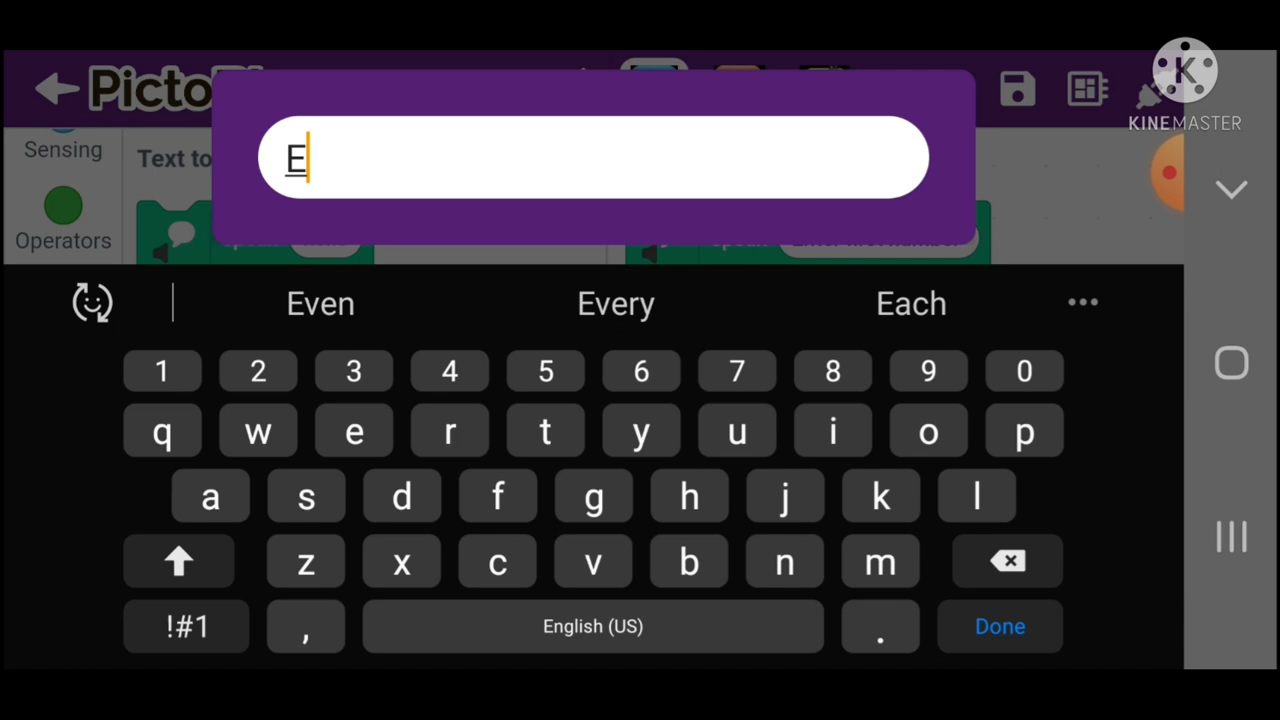 Picto
K
KINEMASTER
E
Sensing
Text to
Operators
Even
Every
Each
1 2 3 4 5 6 7 8 9 0
q w e r t y u i o p
a s d f g h j k l
z x c v b n m
!#1 , English (US) . Done